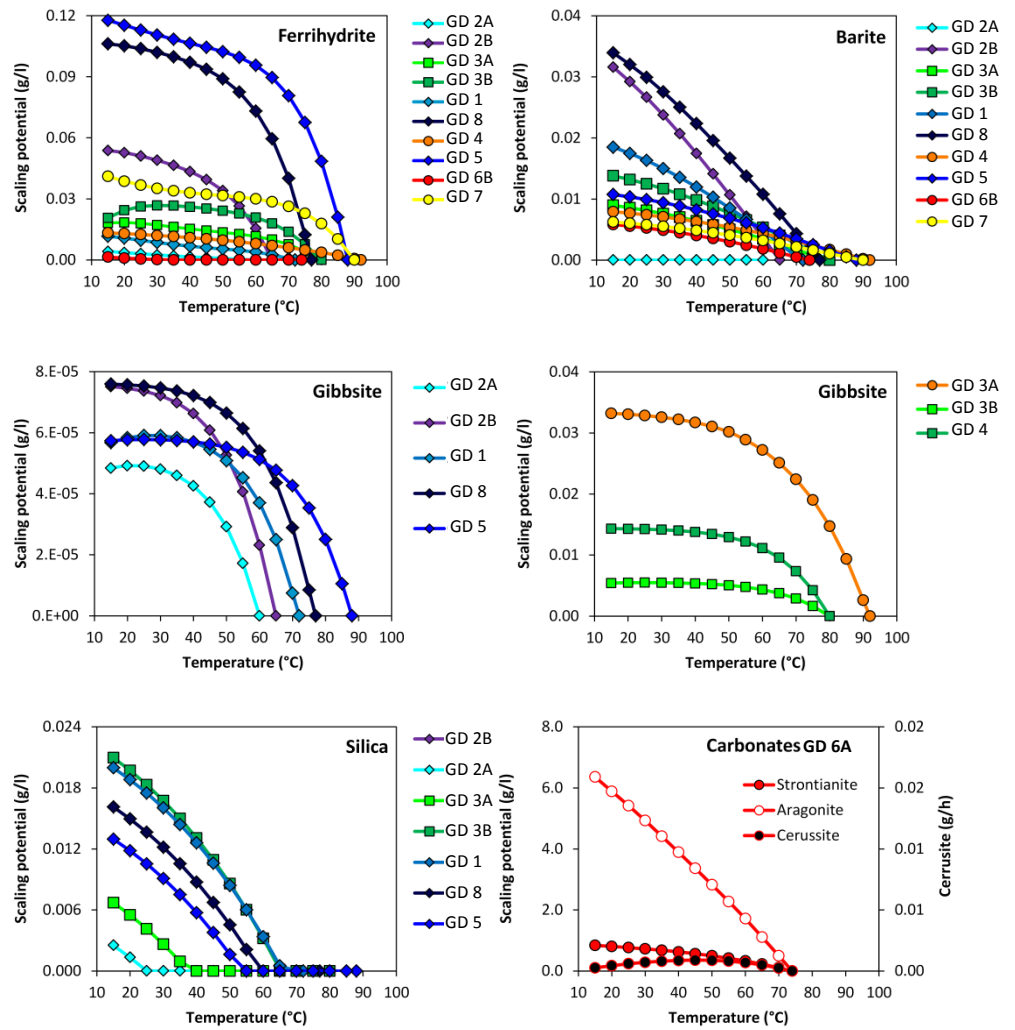 Ferrihydrite
Scaling potential (g/l)
0.12
0.09
0.06
0.03
0.00
10 20 30 40 50 60 70 80 90 100
Temperature (°C)
GD 2A
GD 2B
GD 3A
GD 3B
GD 1
GD 8
GD 4
GD 5
GD 6B
GD 7
Barite
Scaling potential (g/l)
0.04
0.03
0.02
0.01
0.00
10 20 30 40 50 60 70 80 90 100
Temperature (°C)
GD 2A
GD 2B
GD 3A
GD 3B
GD 1
GD 8
GD 4
GD 5
GD 6B
GD 7
Gibbsite
Scaling potential (g/l)
8.E-05
6.E-05
4.E-05
2.E-05
0.E+00
10 20 30 40 50 60 70 80 90 100
Temperature (°C)
GD 2A
GD 2B
GD 1
GD 8
GD 5
Gibbsite
Scaling potential (g/l)
0.04
0.03
0.02
0.01
0.00
10 20 30 40 50 60 70 80 90 100
Temperature (°C)
GD 3A
GD 3B
GD 4
Silica
Scaling potential (g/l)
0.024
0.018
0.012
0.006
0.000
10 20 30 40 50 60 70 80 90 100
Temperature (°C)
GD 2B
GD 2A
GD 3A
GD 3B
GD 1
GD 8
GD 5
Carbonates GD 6A
Scaling potential (g/l)
8.0
6.0
4.0
2.0
0.0
10 20 30 40 50 60 70 80 90 100
Temperature (°C)
Strontianite
Aragonite
Cerussite
0.02
0.02
0.01
0.01
0.00
Cerrusite (g/h)